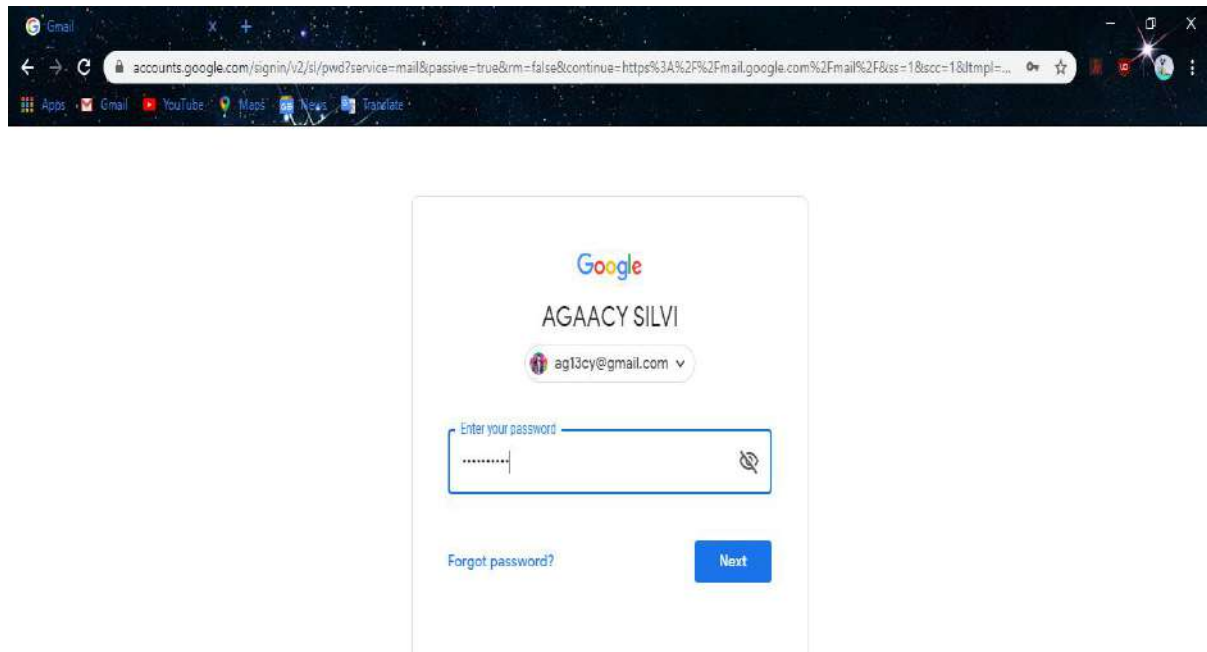 Gmail
accounts.google.com/signin/v2/sl/pwd?service=mail&passive=true&rm=false&continue=https%3A%2F%2Fmail.google.com%2Fmail%2F&ss=1&scc=1&ltmpl=...
Apps Gmail YouTube Maps News Translate
Google
AGAACY SILVI
ag13cy@gmail.com
Enter your password
••••••••••
Forgot password? Next